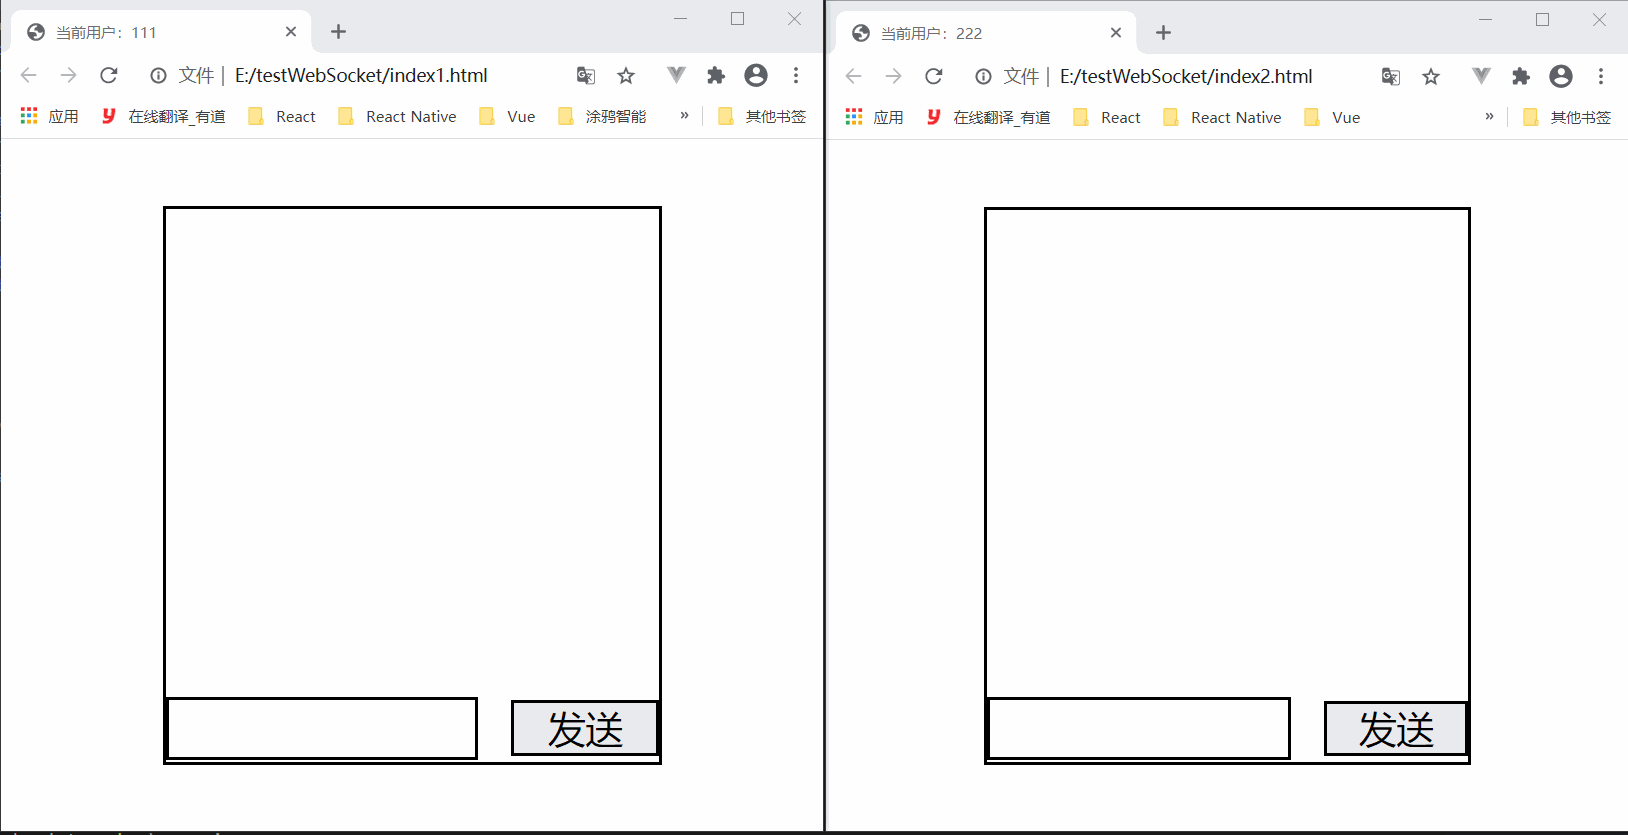 当前用户：111
文件 | E:/testWebSocket/index1.html
应用 在线翻译_有道 React React Native Vue 涂鸦智能 » 其他书签
发送
当前用户：222
文件 | E:/testWebSocket/index2.html
应用 在线翻译_有道 React React Native Vue » 其他书签
发送